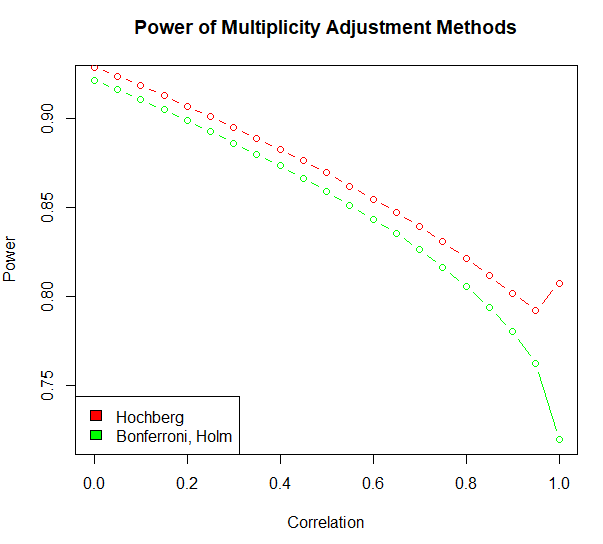 Power of Multiplicity Adjustment Methods
Power
0.90
0.85
0.80
0.75
Hochberg
Bonferroni, Holm
0.0 0.2 0.4 0.6 0.8 1.0
Correlation